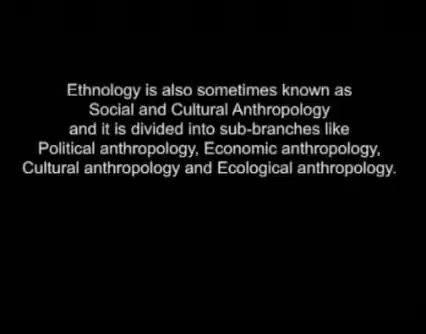 Ethnology is also sometimes known as
Social and Cultural Anthropology
and it is divided into sub-branches like
Political anthropology, Economic anthropology,
Cultural anthropology and Ecological anthropology.